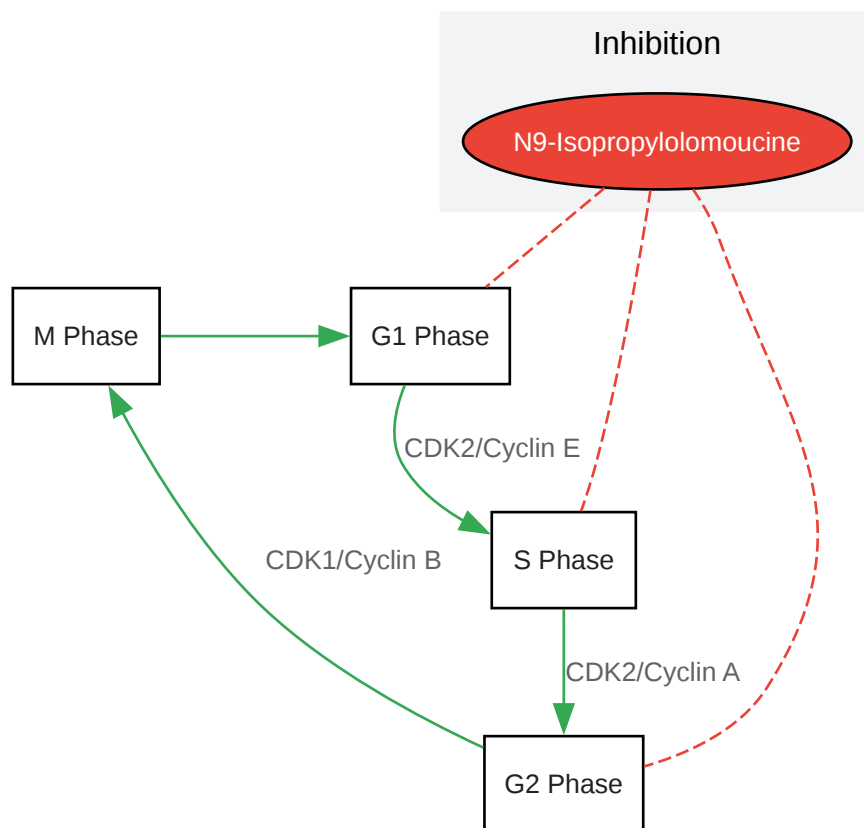 Inhibition
N9-Isopropylolomoucine
M Phase
G1 Phase
CDK2/Cyclin E
CDK1/Cyclin B
S Phase
CDK2/Cyclin A
G2 Phase